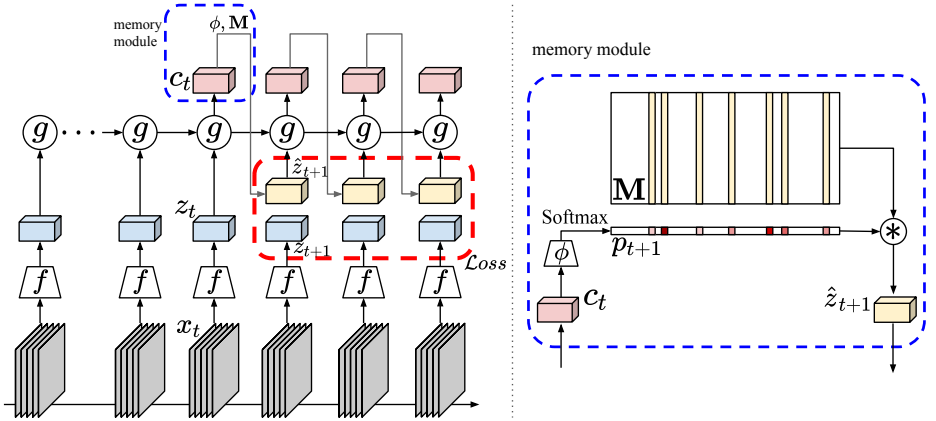 memory
module
ϕ, M
c_t
g ··· g g g g g
ẑ_{t+1}
z_t
z_{t+1}
Loss
f f f f f f
x_t
memory module
M
Softmax
p_{t+1}
*
ϕ
c_t
ẑ_{t+1}